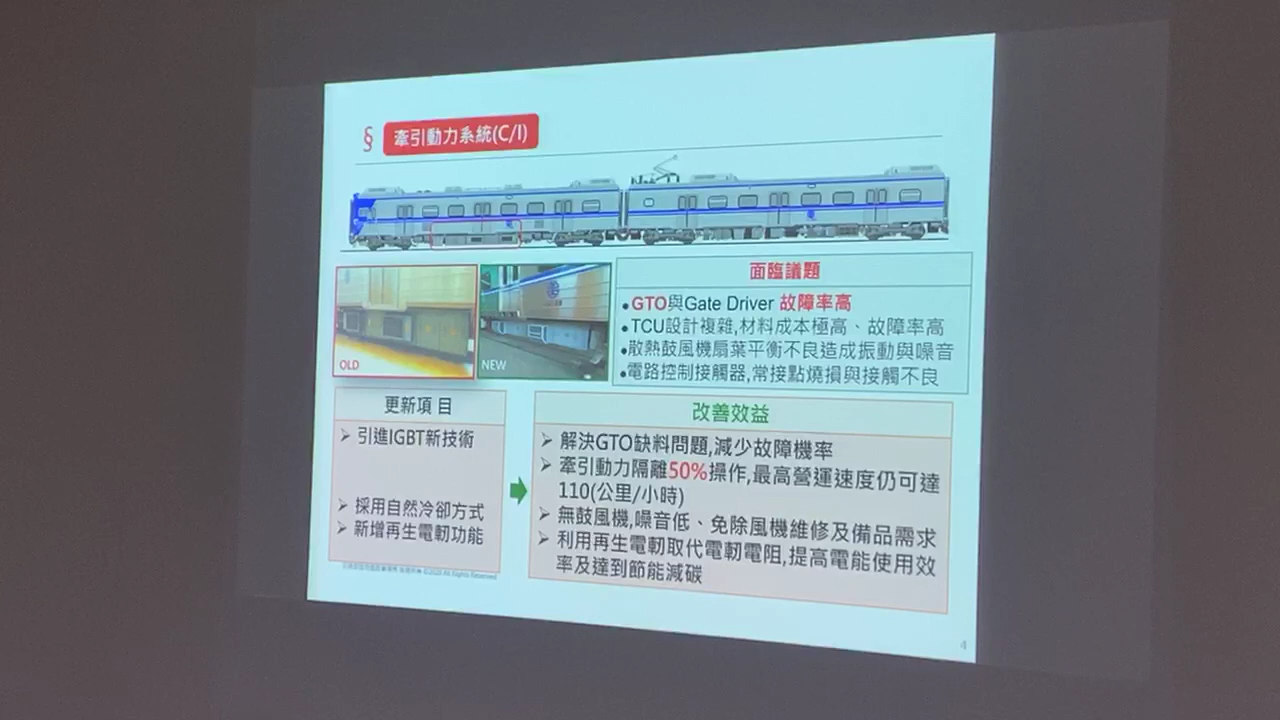 § 牽引動力系統(C/I)
OLD
NEW
面臨議題
•GTO與Gate Driver 故障率高
•TCU設計複雜,材料成本極高、故障率高
•散熱鼓風機扇葉平衡不良造成振動與噪音
•電路控制接觸器,常接點燒損與接觸不良
更新項目
➢ 引進IGBT新技術
➢ 採用自然冷卻方式
➢ 新增再生電軔功能
改善效益
➢ 解決GTO缺料問題,減少故障機率
➢ 牽引動力隔離50%操作,最高營運速度仍可達
110(公里/小時)
➢ 無鼓風機,噪音低、免除風機維修及備品需求
➢ 利用再生電軔取代電軔電阻,提高電能使用效
率及達到節能減碳
©2020 All Rights Reserved
4